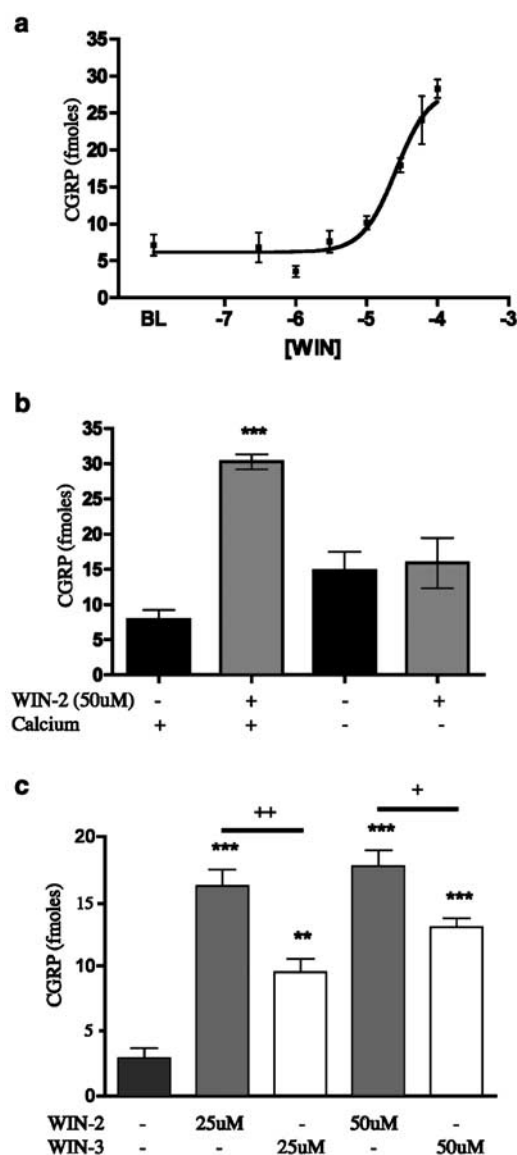 a
35
30
25
20
15
10
5
0
CGRP (fmoles)
BL -7 -6 -5 -4 -3
[WIN]
b
35
30
25
20
15
10
5
0
CGRP (fmoles)
***
WIN-2 (50uM) - + - +
Calcium + + - -
c
20
15
10
5
0
CGRP (fmoles)
++ +
*** ** *** ***
WIN-2 - 25uM - 50uM -
WIN-3 - - 25uM - 50uM